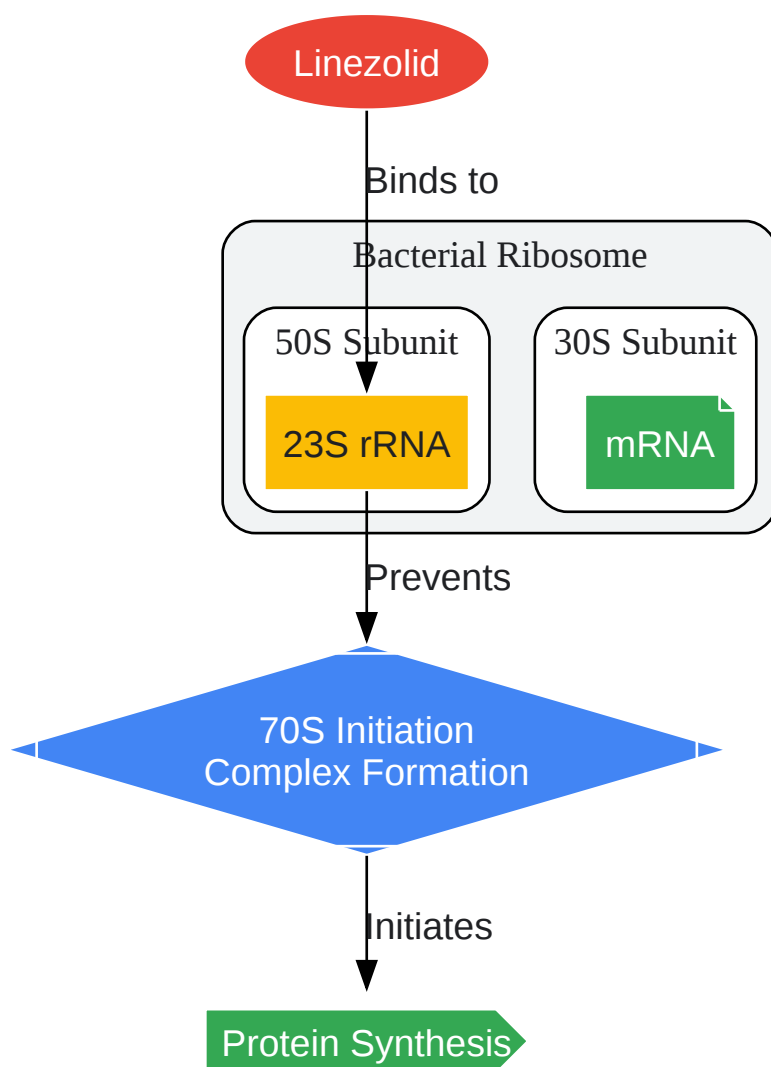 Linezolid
Binds to
Bacterial Ribosome
50S Subunit
30S Subunit
23S rRNA
mRNA
Prevents
70S Initiation
Complex Formation
Initiates
Protein Synthesis